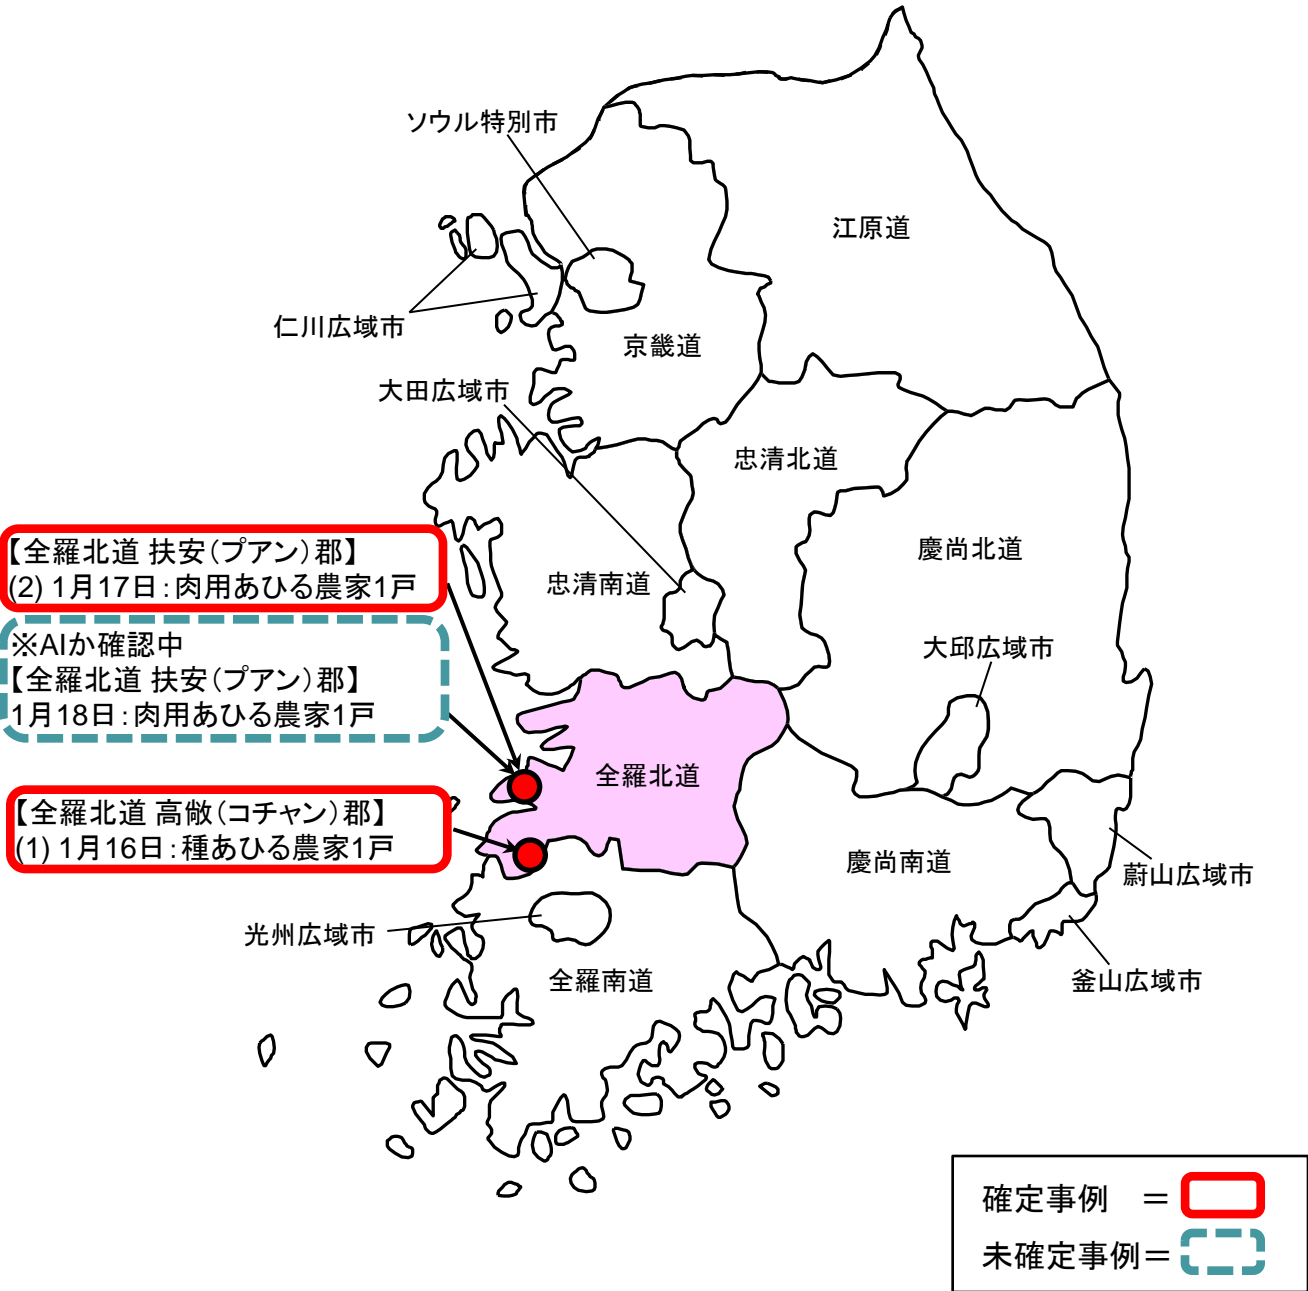 ソウル特別市
江原道
仁川広域市
京畿道
大田広域市
忠清北道
【全羅北道 扶安（プアン）郡】
(2) 1月17日：肉用あひる農家1戸
慶尚北道
忠清南道
※AIか確認中
【全羅北道 扶安（プアン）郡】
1月18日：肉用あひる農家1戸
大邱広域市
全羅北道
【全羅北道 高敞（コチャン）郡】
(1) 1月16日：種あひる農家1戸
慶尚南道
蔚山広域市
光州広域市
全羅南道
釜山広域市
確定事例　＝
未確定事例＝